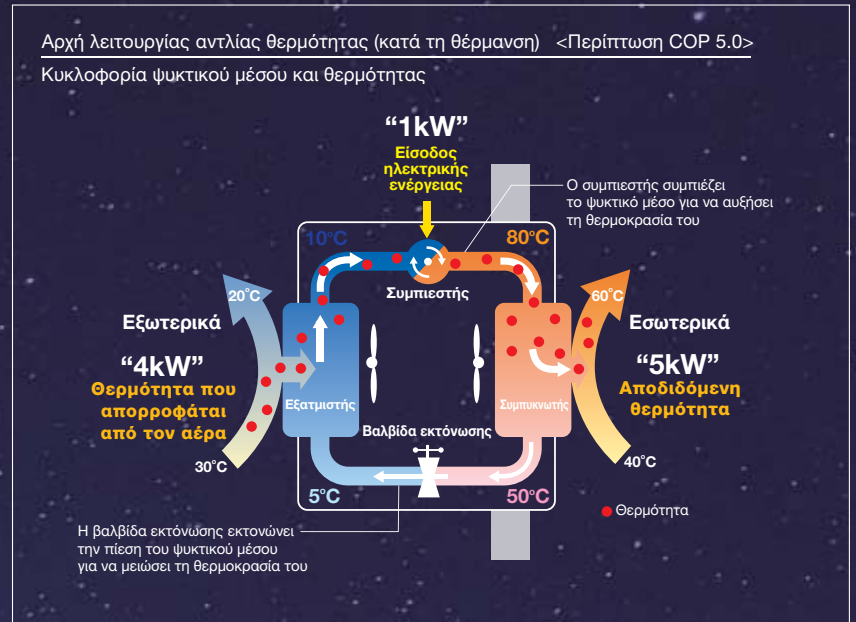 Αρχή λειτουργίας αντλίας θερμότητας (κατά τη θέρμανση) <Περίπτωση COP 5.0>
Κυκλοφορία ψυκτικού μέσου και θερμότητας
“1kW”
Είσοδος
ηλεκτρικής
ενέργειας
Ο συμπιεστής συμπιέζει
το ψυκτικό μέσο για να αυξήσει
τη θερμοκρασία του
10°C
80°C
Συμπιεστής
20°C
60°C
Εξωτερικά
“4kW”
Θερμότητα που
απορροφάται
από τον αέρα
30°C
Εξατμιστής
Συμπυκνωτής
Εσωτερικά
“5kW”
Αποδιδόμενη
θερμότητα
40°C
Βαλβίδα εκτόνωσης
5°C
50°C
Θερμότητα
Η βαλβίδα εκτόνωσης εκτονώνει
την πίεση του ψυκτικού μέσου
για να μειώσει τη θερμοκρασία του